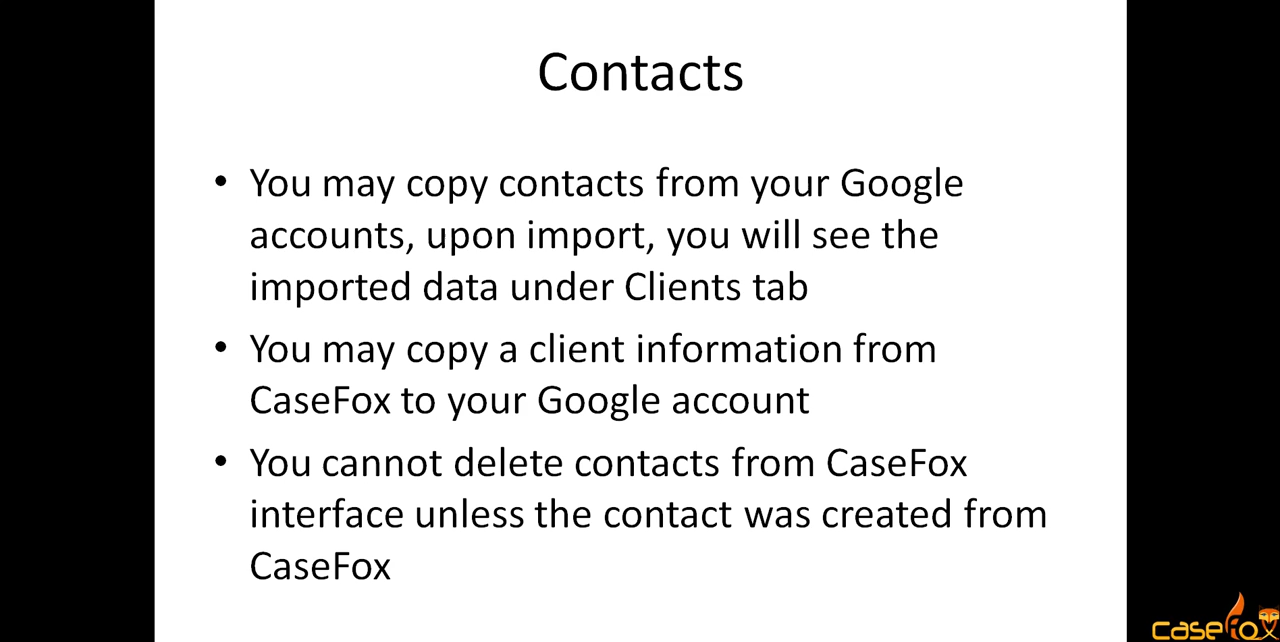 Contacts
• You may copy contacts from your Google
accounts, upon import, you will see the
imported data under Clients tab
• You may copy a client information from
CaseFox to your Google account
• You cannot delete contacts from CaseFox
interface unless the contact was created from
CaseFox
casefox